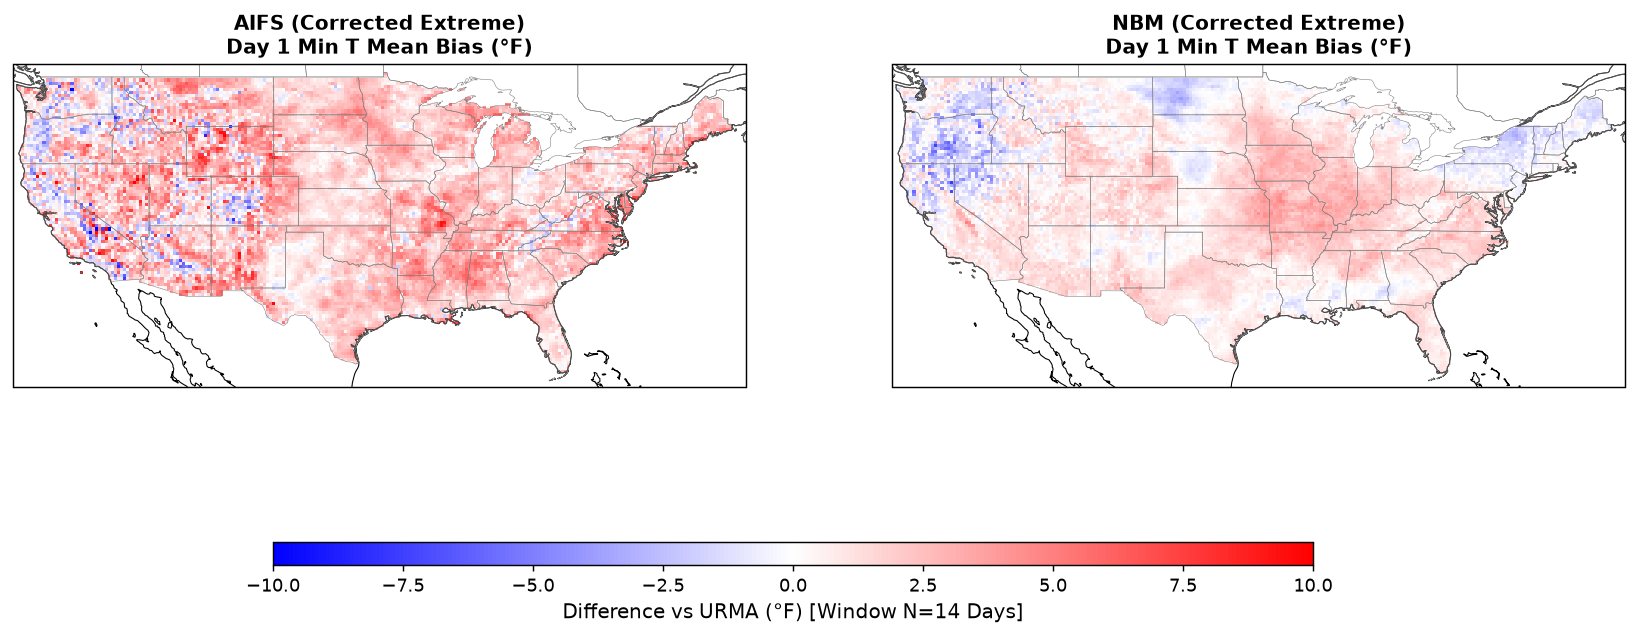 AIFS (Corrected Extreme)
Day 1 Min T Mean Bias (°F)
NBM (Corrected Extreme)
Day 1 Min T Mean Bias (°F)
−10.0 −7.5 −5.0 −2.5 0.0 2.5 5.0 7.5 10.0
Difference vs URMA (°F) [Window N=14 Days]